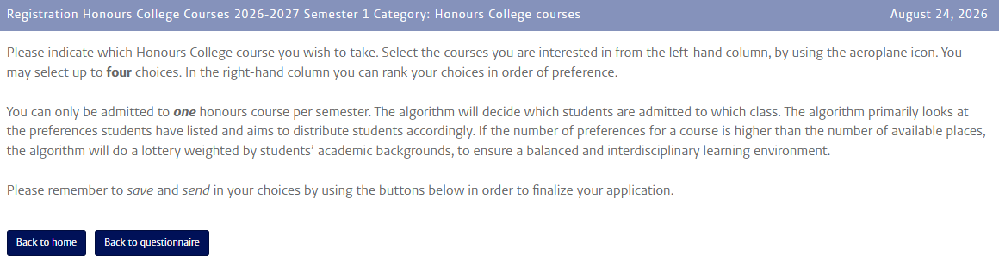 Registration Honours College Courses 2026-2027 Semester 1 Category: Honours College courses August 24, 2026
Please indicate which Honours College course you wish to take. Select the courses you are interested in from the left-hand column, by using the aeroplane icon. You
may select up to four choices. In the right-hand column you can rank your choices in order of preference.
You can only be admitted to one honours course per semester. The algorithm will decide which students are admitted to which class. The algorithm primarily looks at
the preferences students have listed and aims to distribute students accordingly. If the number of preferences for a course is higher than the number of available places,
the algorithm will do a lottery weighted by students’ academic backgrounds, to ensure a balanced and interdisciplinary learning environment.
Please remember to save and send in your choices by using the buttons below in order to finalize your application.
Back to home Back to questionnaire